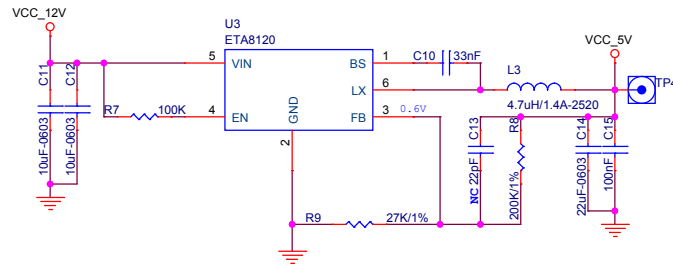 VCC_12V
U3
ETA8120
VCC_5V
C11
C12
5
VIN
BS
1
C10
33nF
L3
TP4
LX
6
4.7uH/1.4A-2520
R7
100K
4
EN
GND
FB
3
0.6V
10uF-0603
10uF-0603
2
C13
NC 22pF
R8
200K/1%
C14
C15
22uF-0603
100nF
R9
27K/1%